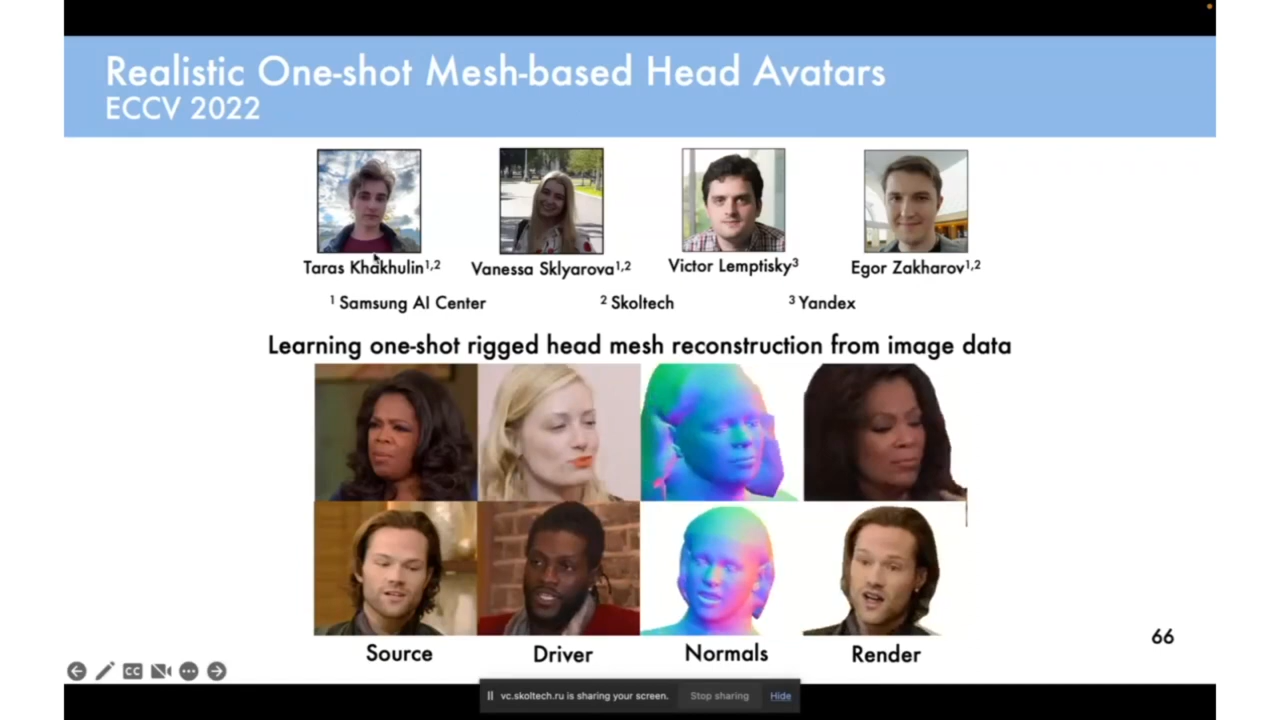 Realistic One-shot Mesh-based Head Avatars
ECCV 2022
Taras Khakhulin1,2 Vanessa Sklyarova1,2 Victor Lemptisky3 Egor Zakharov1,2
1 Samsung AI Center 2 Skoltech 3 Yandex
Learning one-shot rigged head mesh reconstruction from image data
Source Driver Normals Render
66
CC
vc.skoltech.ru is sharing your screen. Stop sharing Hide